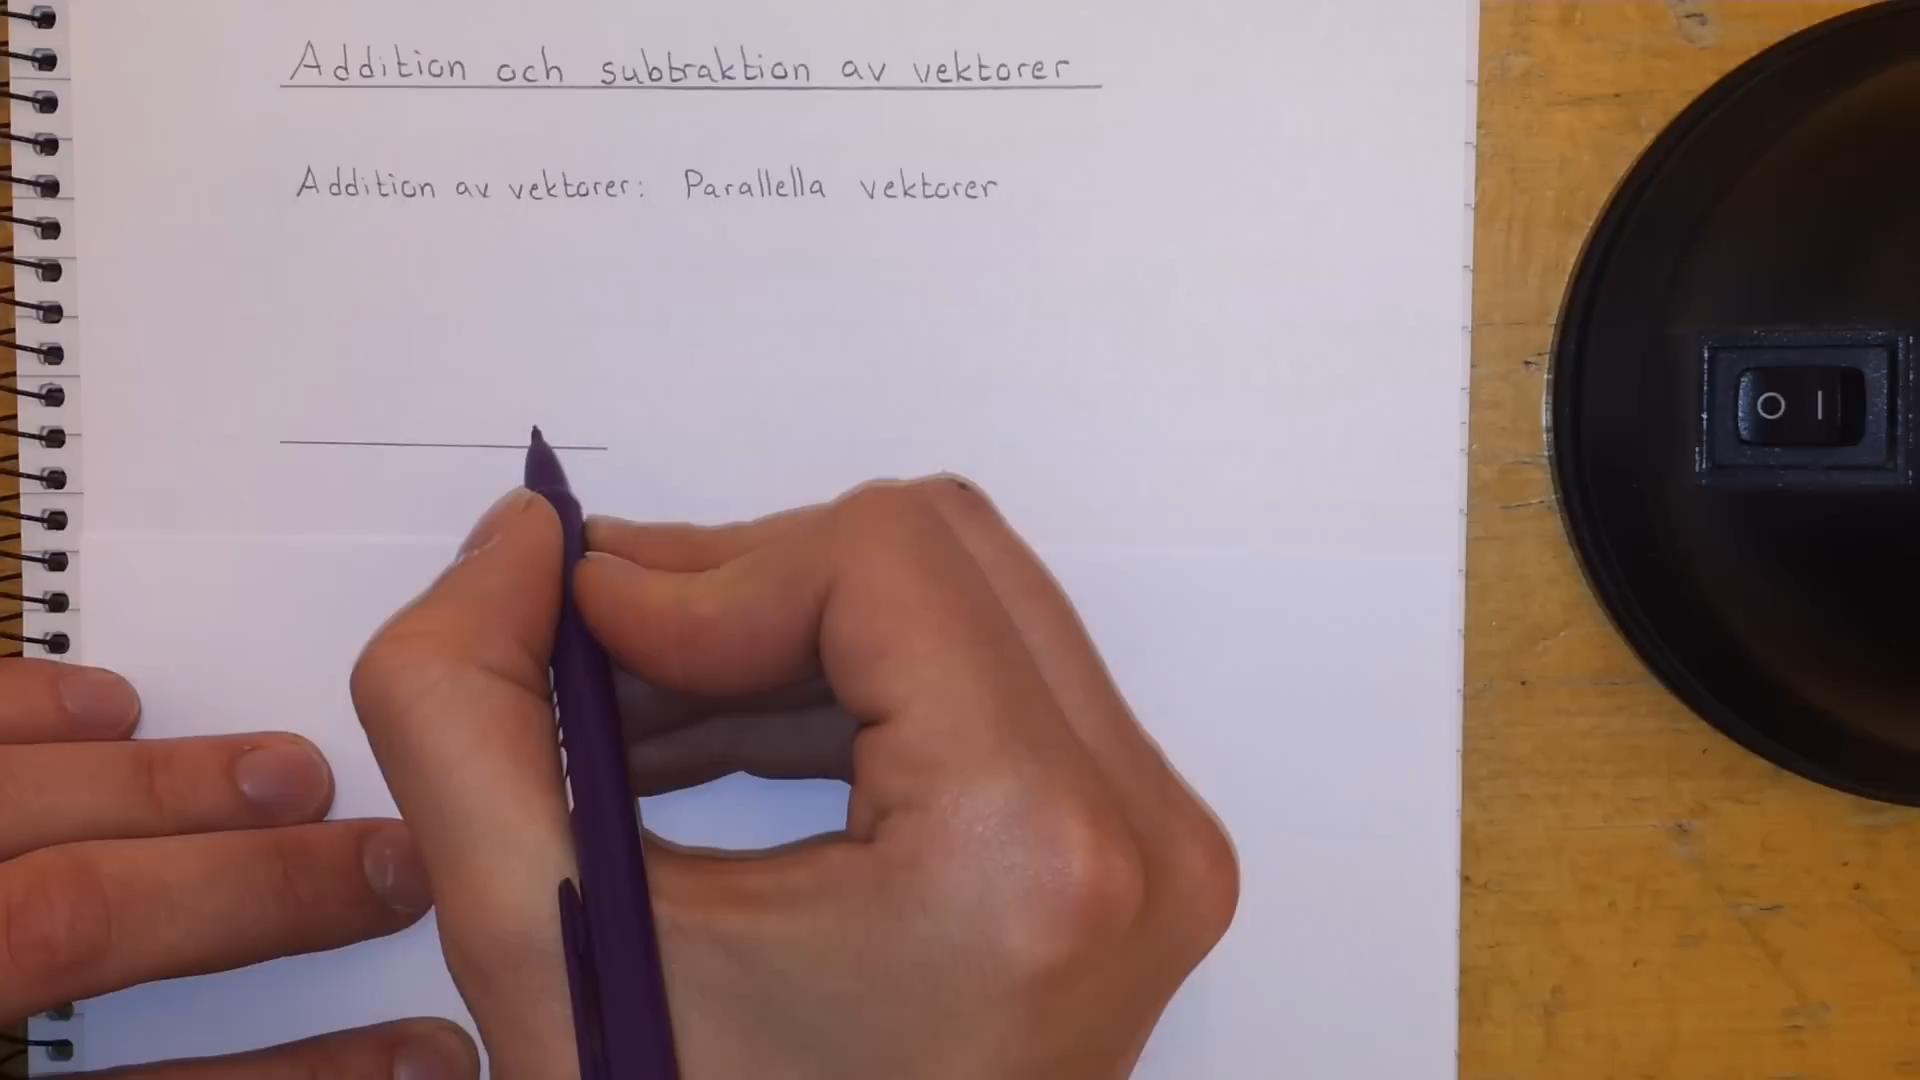 Addition och subtraktion av vektorer
Addition av vektorer: Parallella vektorer
O I